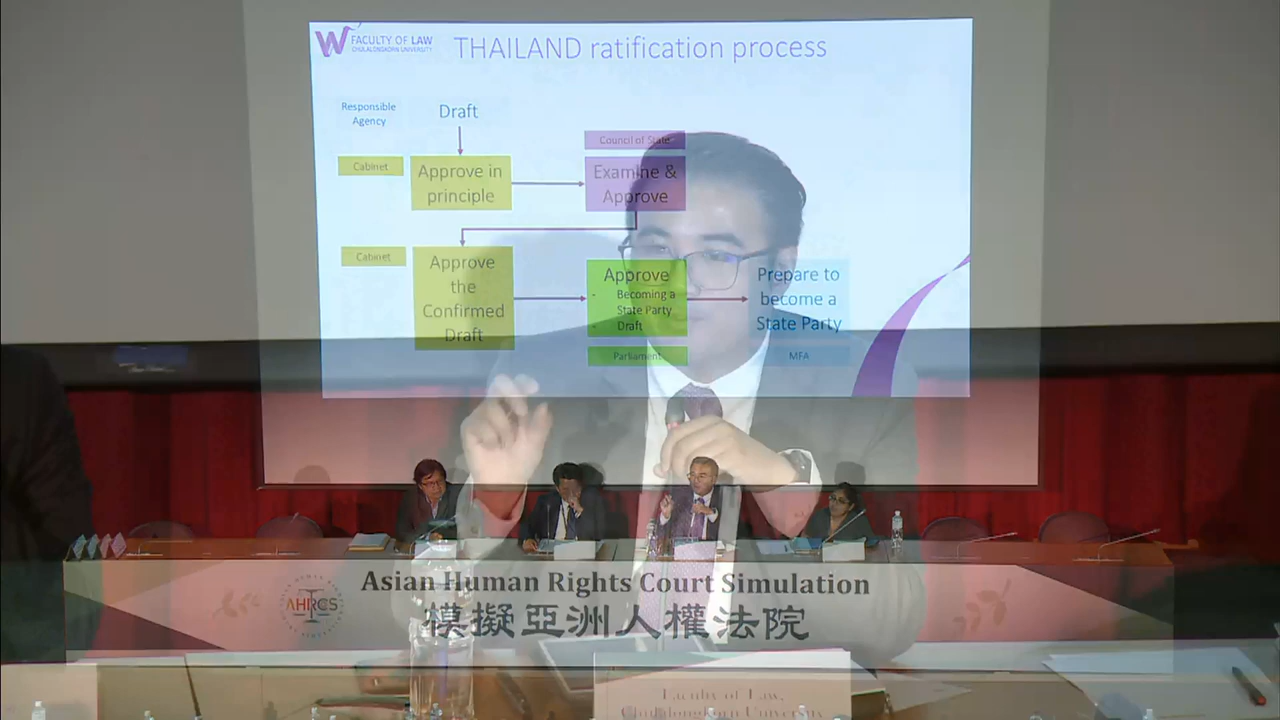 FACULTY OF LAW
CHULALONGKORN UNIVERSITY
THAILAND ratification process
Responsible
Agency
Draft
Cabinet
Approve in
principle
Council of State
Examine &
Approve
Cabinet
Approve
the
Confirmed
Draft
Approve
- Becoming a
State Party
- Draft
Parliament
Prepare to
become a
State Party
MFA
AHRCS
Asian Human Rights Court Simulation
模擬亞洲人權法院
Faculty of Law,
Chulalongkorn University